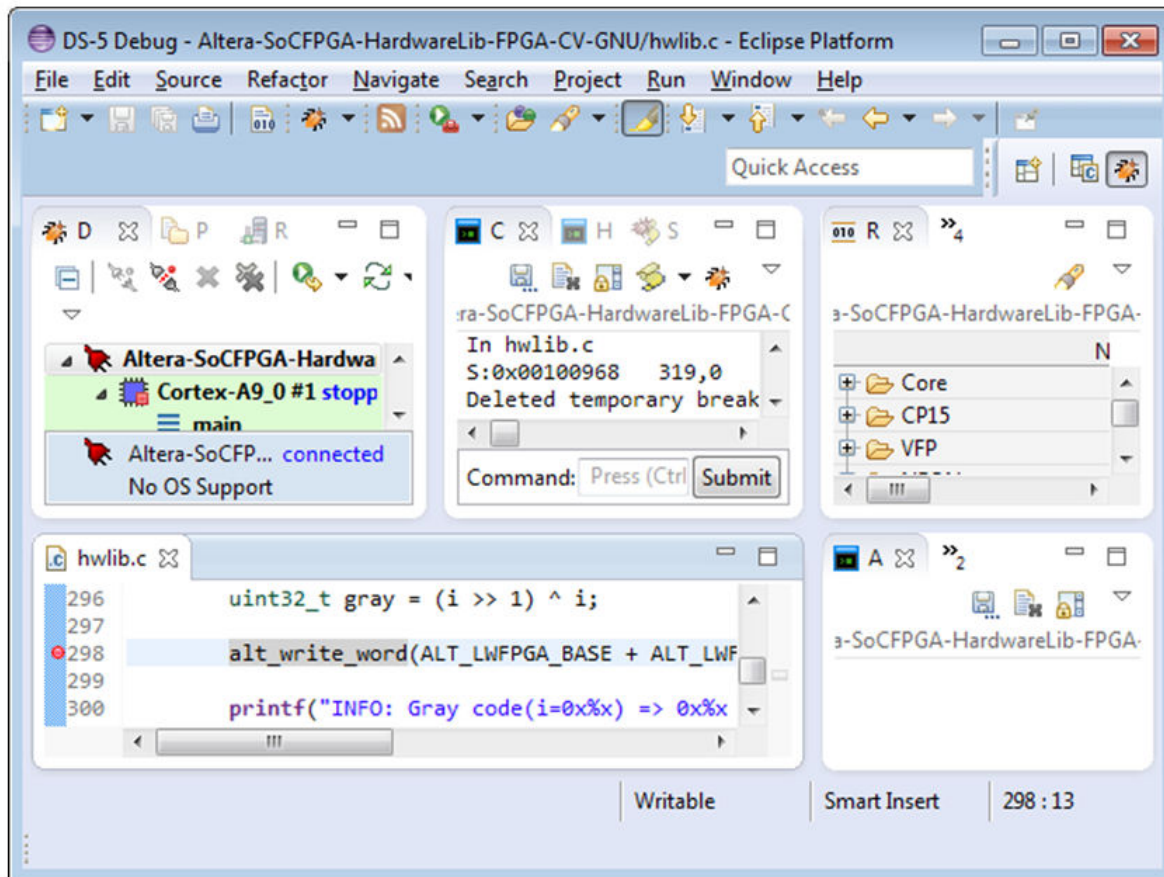 DS-5 Debug - Altera-SoCFPGA-HardwareLib-FPGA-CV-GNU/hwlib.c - Eclipse Platform
File Edit Source Refactor Navigate Search Project Run Window Help
010
Quick Access
D P R
Altera-SoCFPGA-Hardwa
Cortex-A9_0 #1 stopp
main
Altera-SoCFP... connected
No OS Support
C H S
era-SoCFPGA-HardwareLib-FPGA-C
In hwlib.c
S:0x00100968 319,0
Deleted temporary break
Command: Press (Ctrl Submit
010 R »4
a-SoCFPGA-HardwareLib-FPGA-
N
Core
CP15
VFP
.c hwlib.c
296 uint32_t gray = (i >> 1) ^ i;
297
298 alt_write_word(ALT_LWFPGA_BASE + ALT_LWF
299
300 printf("INFO: Gray code(i=0x%x) => 0x%x
A »2
a-SoCFPGA-HardwareLib-FPGA-
Writable Smart Insert 298 : 13